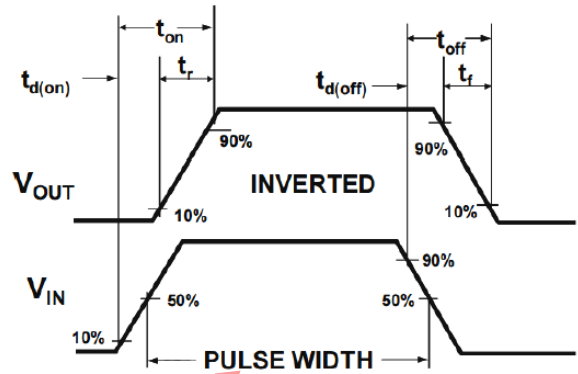 ton
toff
td(on)
tr
td(off)
tf
90%
90%
VOUT
INVERTED
10%
10%
90%
VIN
50%
50%
10%
PULSE WIDTH